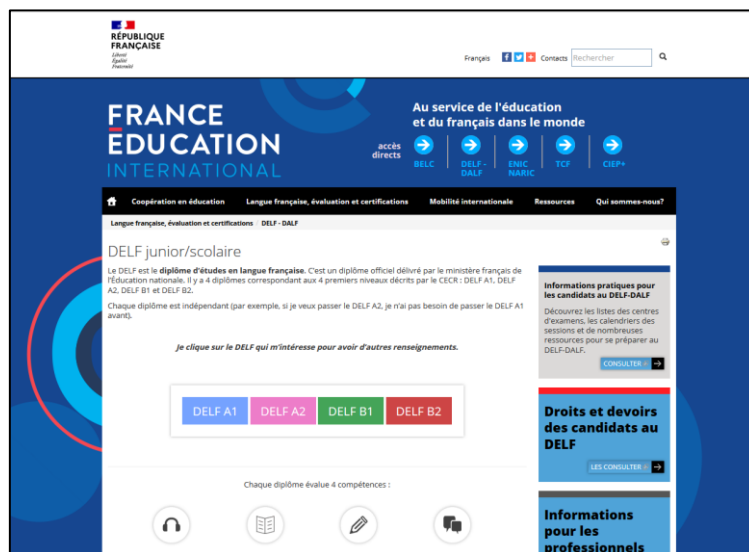 RÉPUBLIQUE
FRANÇAISE
Liberté
Égalité
Fraternité
Français
Contacts
Rechercher
FRANCE
ÉDUCATION
INTERNATIONAL
Au service de l'éducation
et du français dans le monde
accès
directs
BELC
DELF -
DALF
ENIC
NARIC
TCF
CIEP+
Coopération en éducation
Langue française, évaluation et certifications
Mobilité internationale
Ressources
Qui sommes-nous?
Langue française, évaluation et certifications DELF - DALF
DELF junior/scolaire
Le DELF est le diplôme d'études en langue française. C'est un diplôme officiel délivré par le ministère français de
l'Éducation nationale, il y a 4 diplômes correspondant aux 4 premiers niveaux décrits par le CECR : DELF A1, DELF
A2, DELF B1 et DELF B2.
Chaque diplôme est indépendant (par exemple, si je veux passer le DELF A2, je n'ai pas besoin de passer le DELF A1
avant).
Je clique sur le DELF qui m'intéresse pour avoir d'autres renseignements.
DELF A1
DELF A2
DELF B1
DELF B2
Chaque diplôme évalue 4 compétences :
Informations pratiques pour
les candidats au DELF-DALF
Découvrez les listes des centres
d'examens, les calendriers des
sessions et de nombreuses
ressources pour se préparer au
DELF-DALF.
CONSULTER
Droits et devoirs
des candidats au
DELF
LES CONSULTER
Informations
pour les
professionnels